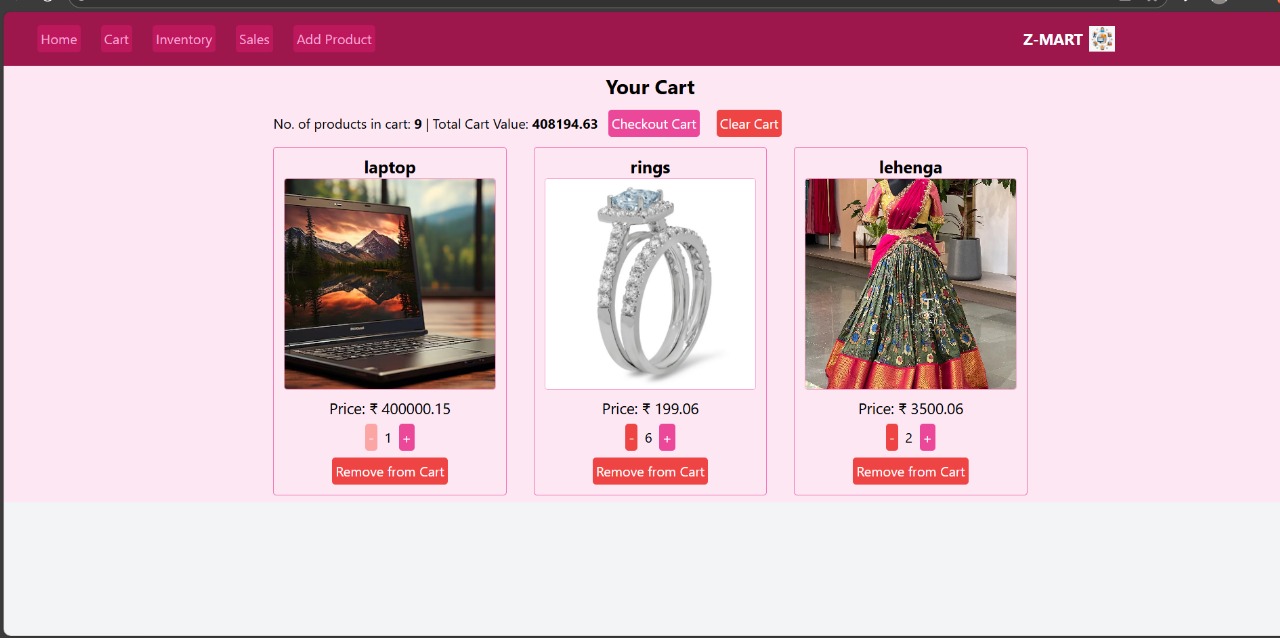 Home Cart Inventory Sales Add Product Z-MART
Your Cart
No. of products in cart: 9 | Total Cart Value: 408194.63 Checkout Cart Clear Cart
laptop rings lehenga
Price: ₹ 400000.15 Price: ₹ 199.06 Price: ₹ 3500.06
- 1 + - 6 + - 2 +
Remove from Cart Remove from Cart Remove from Cart